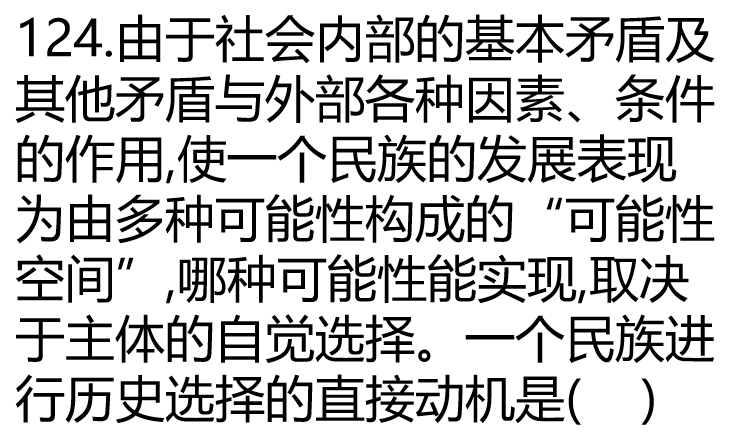 124.由于社会内部的基本矛盾及
其他矛盾与外部各种因素、条件
的作用,使一个民族的发展表现
为由多种可能性构成的“可能性
空间”,哪种可能性能实现,取决
于主体的自觉选择。一个民族进
行历史选择的直接动机是(　)